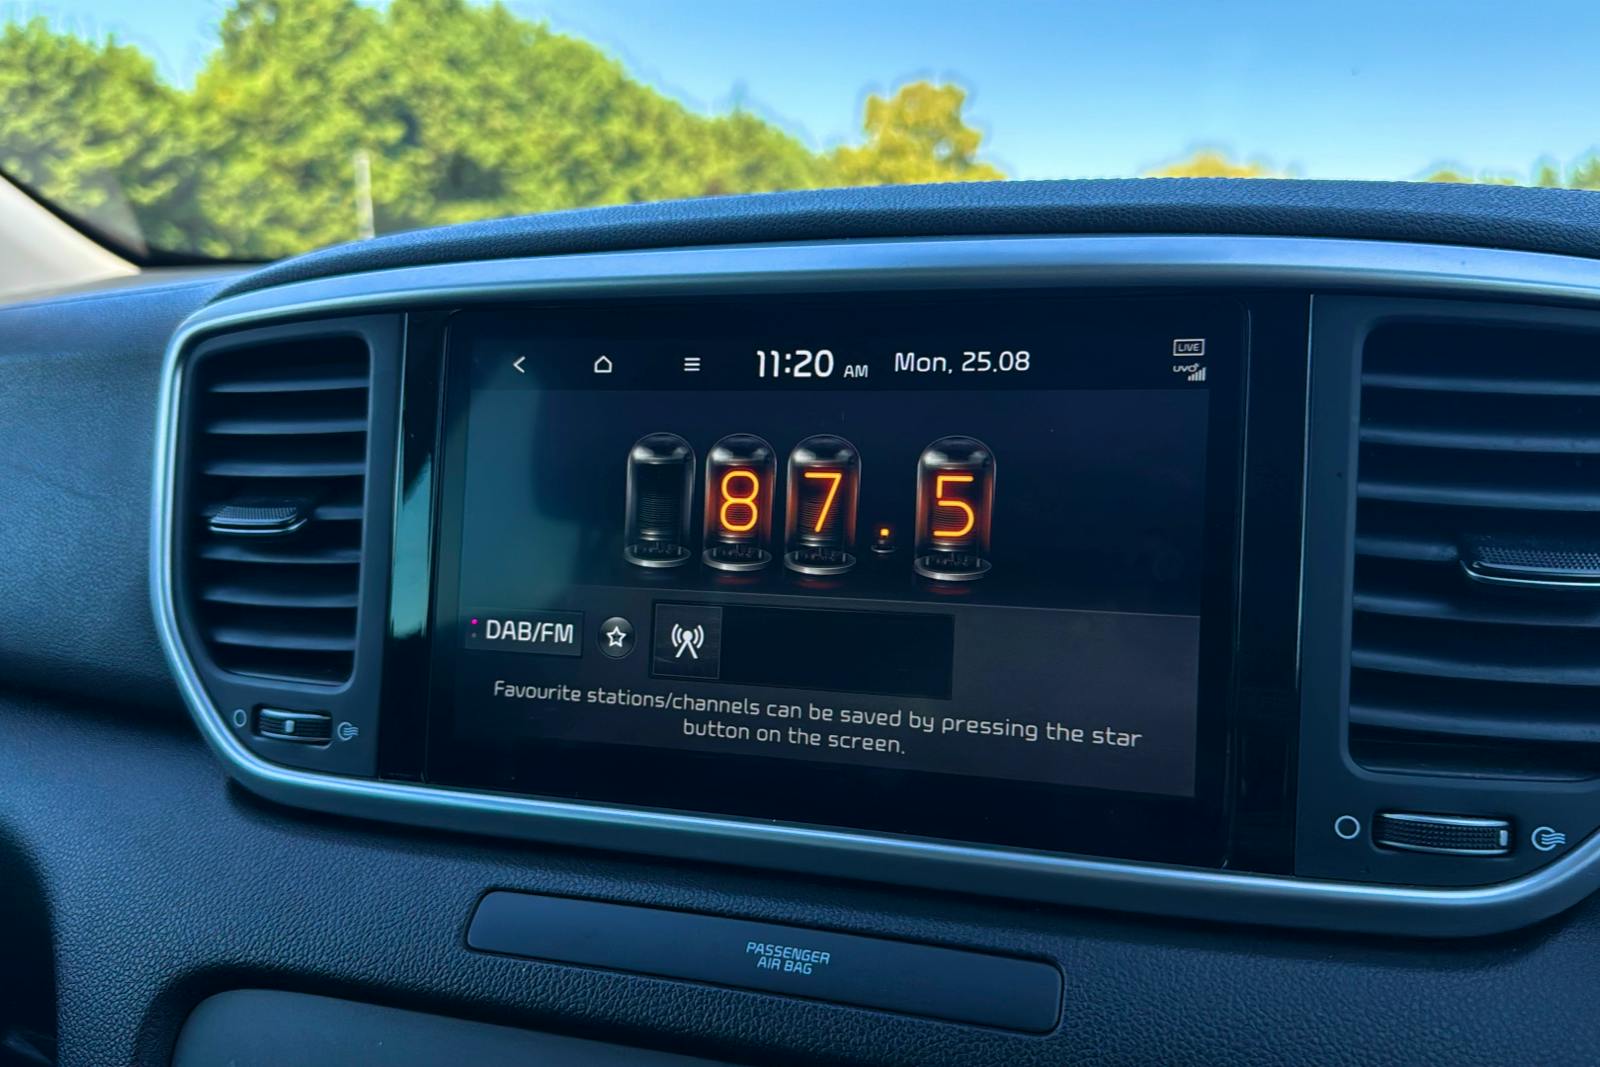 11:20 AM Mon, 25.08
LIVE
UVO
87.5
DAB/FM
Favourite stations/channels can be saved by pressing the star
button on the screen.
PASSENGER
AIR BAG